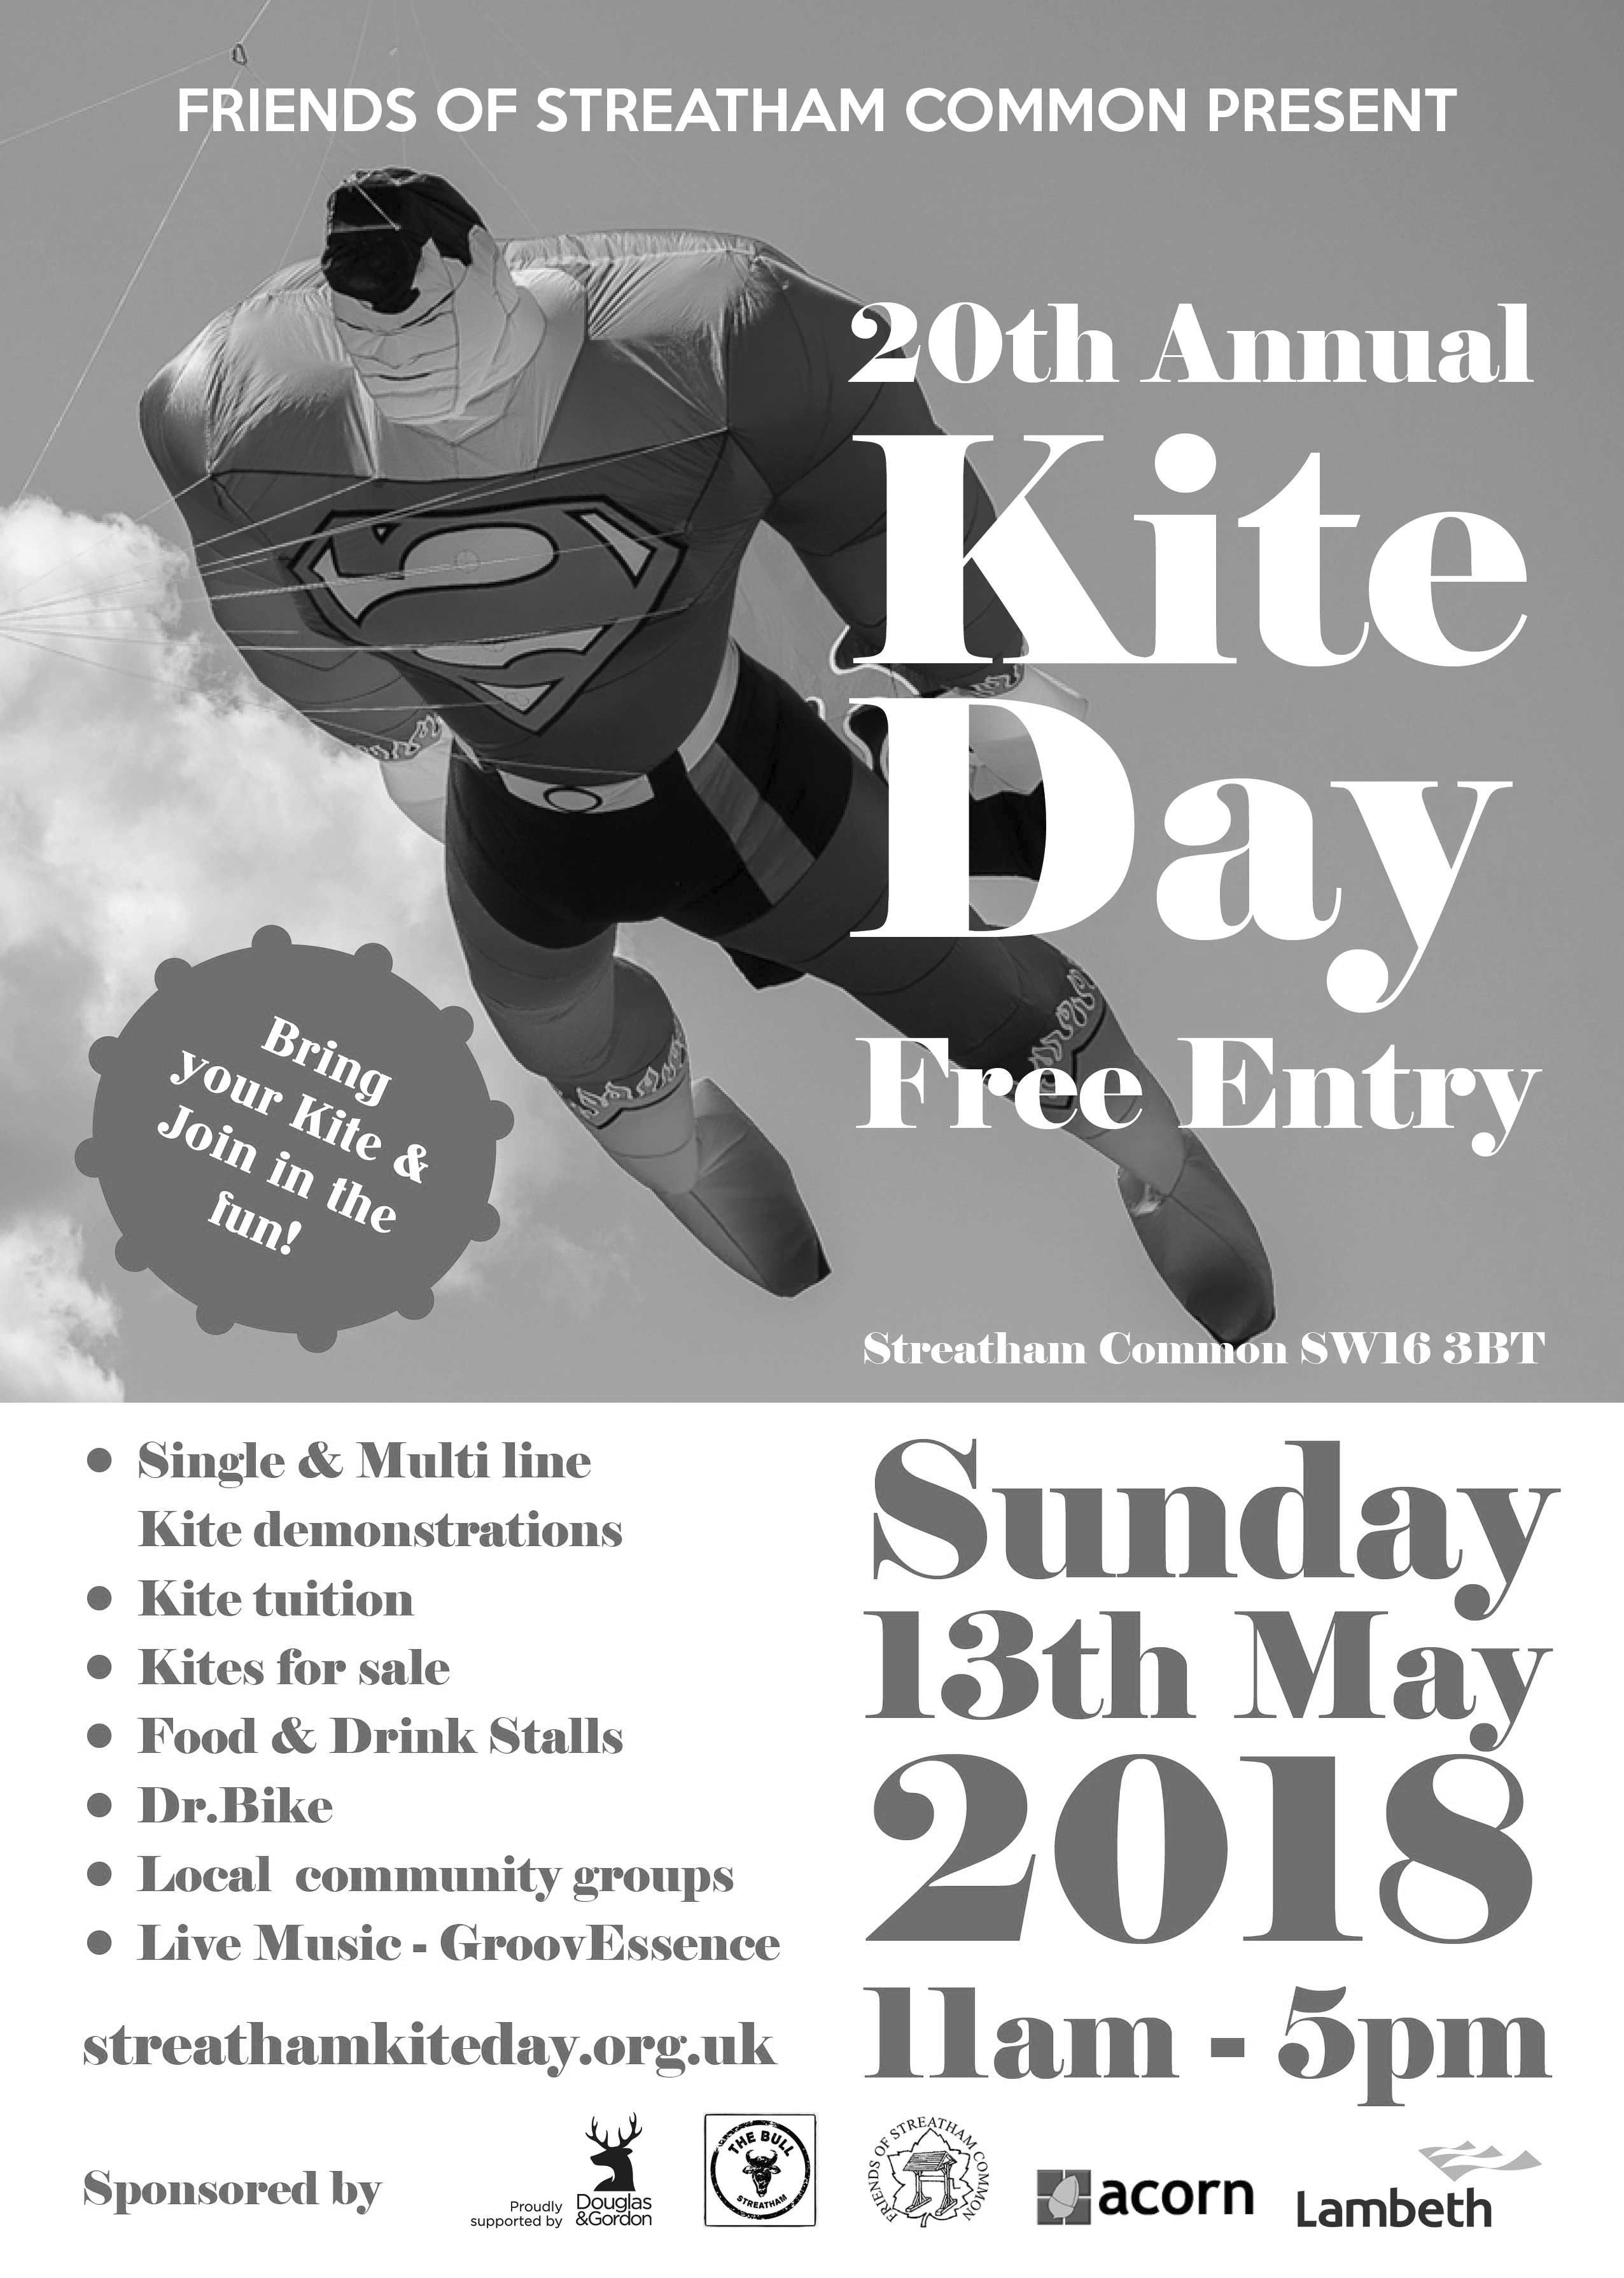 FRIENDS OF STREATHAM COMMON PRESENT
20th Annual
Kite
Day
Free Entry
Bring
your Kite &
Join in the
fun!
Streatham Common SW16 3BT
• Single & Multi line
Kite demonstrations
• Kite tuition
• Kites for sale
• Food & Drink Stalls
• Dr.Bike
• Local community groups
• Live Music - GroovEssence
streathamkiteday.org.uk
Sunday
13th May
2018
11am - 5pm
Sponsored by
Proudly
supported by
Douglas
&Gordon
THE BULL
STREATHAM
FRIENDS OF STREATHAM COMMON
acorn
Lambeth